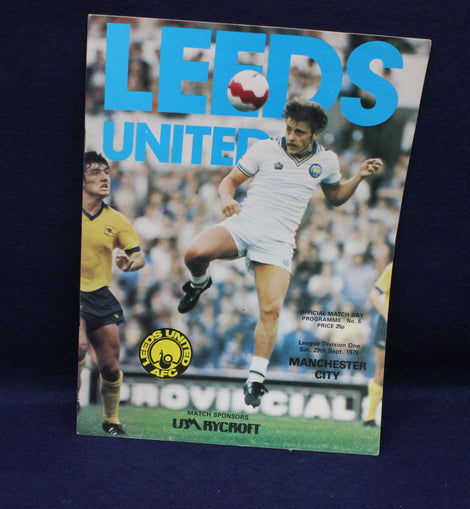 LEEDS
UNITED
OFFICIAL MATCH DAY
PROGRAMME No. 6
PRICE 25p
League Division One
Sat. 29th Sept. 1979
MANCHESTER
CITY
LEEDS UNITED
AFC
PROVINCIAL
MATCH SPONSORS
RYCROFT